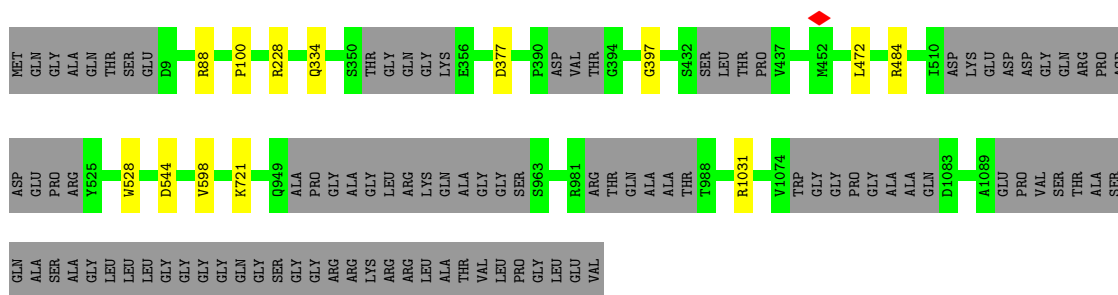 MET GLN GLY ALA GLN THR SER GLU D9 R88 P100 R228 Q334 S350 THR GLY GLN GLY LYS E356 D377 P390 ASP VAL THR G394 G397 S432 SER LEU THR PRO V437 M452 L472 R484 I510 ASP LYS GLU ASP ASP GLY GLN ARG PRO ASP
ASP GLU PRO ARG Y525 W528 D544 V598 K721 Q949 ALA PRO GLY ALA GLY LEU ARG LYS GLN ALA GLY GLY SER S963 R981 ARG THR GLN ALA ALA THR T988 R1031 V1074 TRP GLY GLY PRO GLY ALA ALA GLN D1083 A1089 GLU PRO VAL SER THR ALA SER
GLN ALA SER ALA GLY LEU LEU LEU GLY GLY GLY GLY GLN GLY SER GLY GLY ARG ARG LYS ARG ARG LEU ALA THR VAL LEU PRO GLY LEU GLU VAL